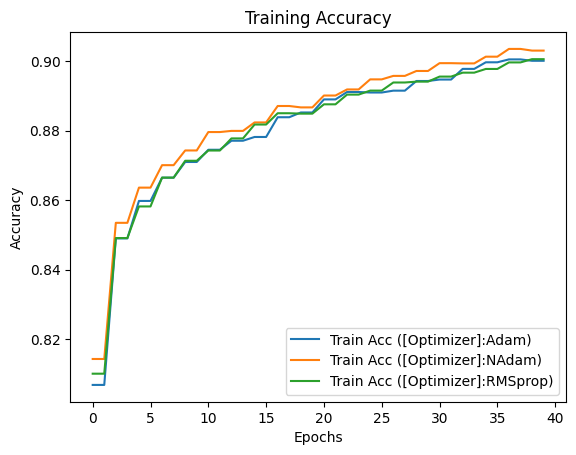 Training Accuracy
Accuracy
0.90
0.88
0.86
0.84
0.82
0
5
10
15
20
25
30
35
40
Epochs
Train Acc ([Optimizer]:Adam)
Train Acc ([Optimizer]:NAdam)
Train Acc ([Optimizer]:RMSprop)